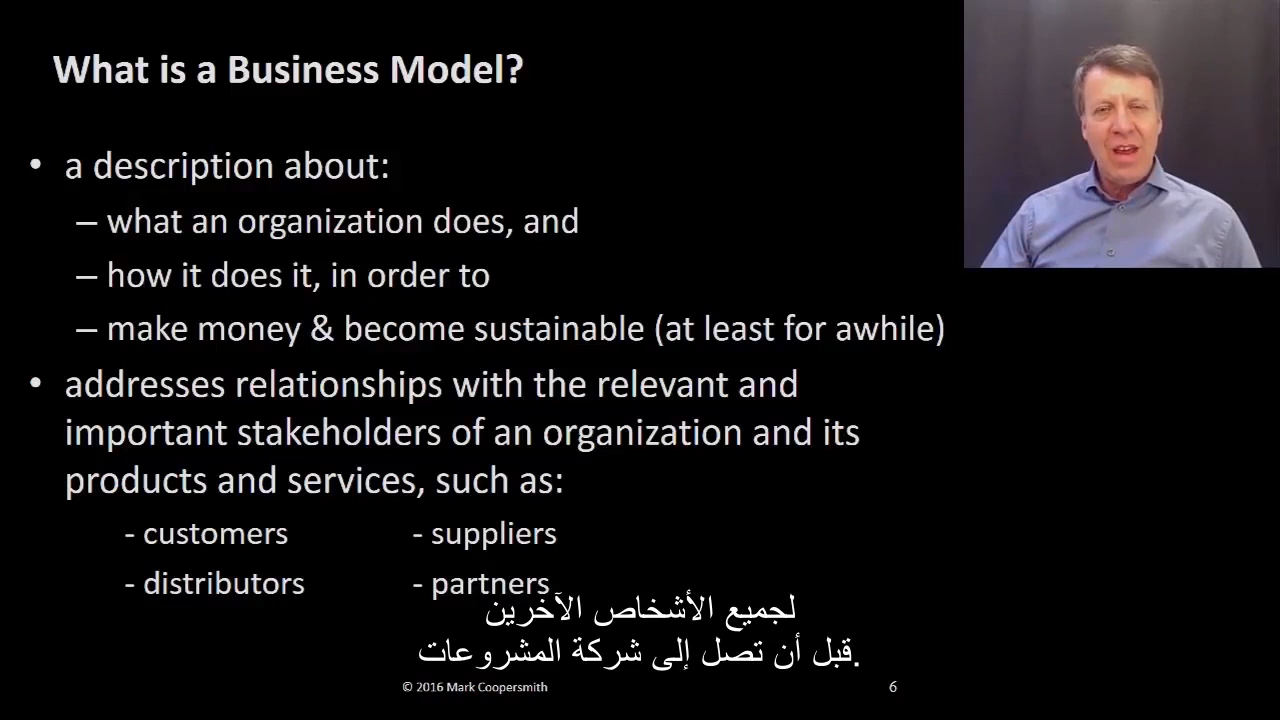 What is a Business Model?
• a description about:
– what an organization does, and
– how it does it, in order to
– make money & become sustainable (at least for awhile)
• addresses relationships with the relevant and
important stakeholders of an organization and its
products and services, such as:
- customers - suppliers
- distributors - partners
لجميع الأشخاص الآخرين
قبل أن تصل إلى شركة المشروعات.
© 2016 Mark Coopersmith 6